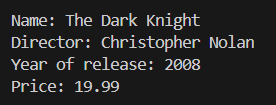 Name: The Dark Knight
Director: Christopher Nolan
Year of release: 2008
Price: 19.99